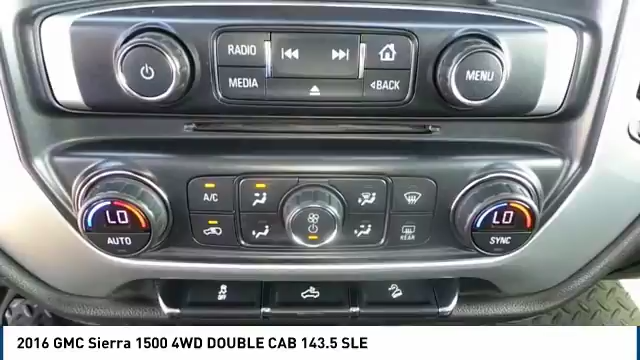 RADIO
MEDIA
BACK
MENU
LO
AUTO
A/C
REAR
LO
SYNC
OFF
2016 GMC Sierra 1500 4WD DOUBLE CAB 143.5 SLE